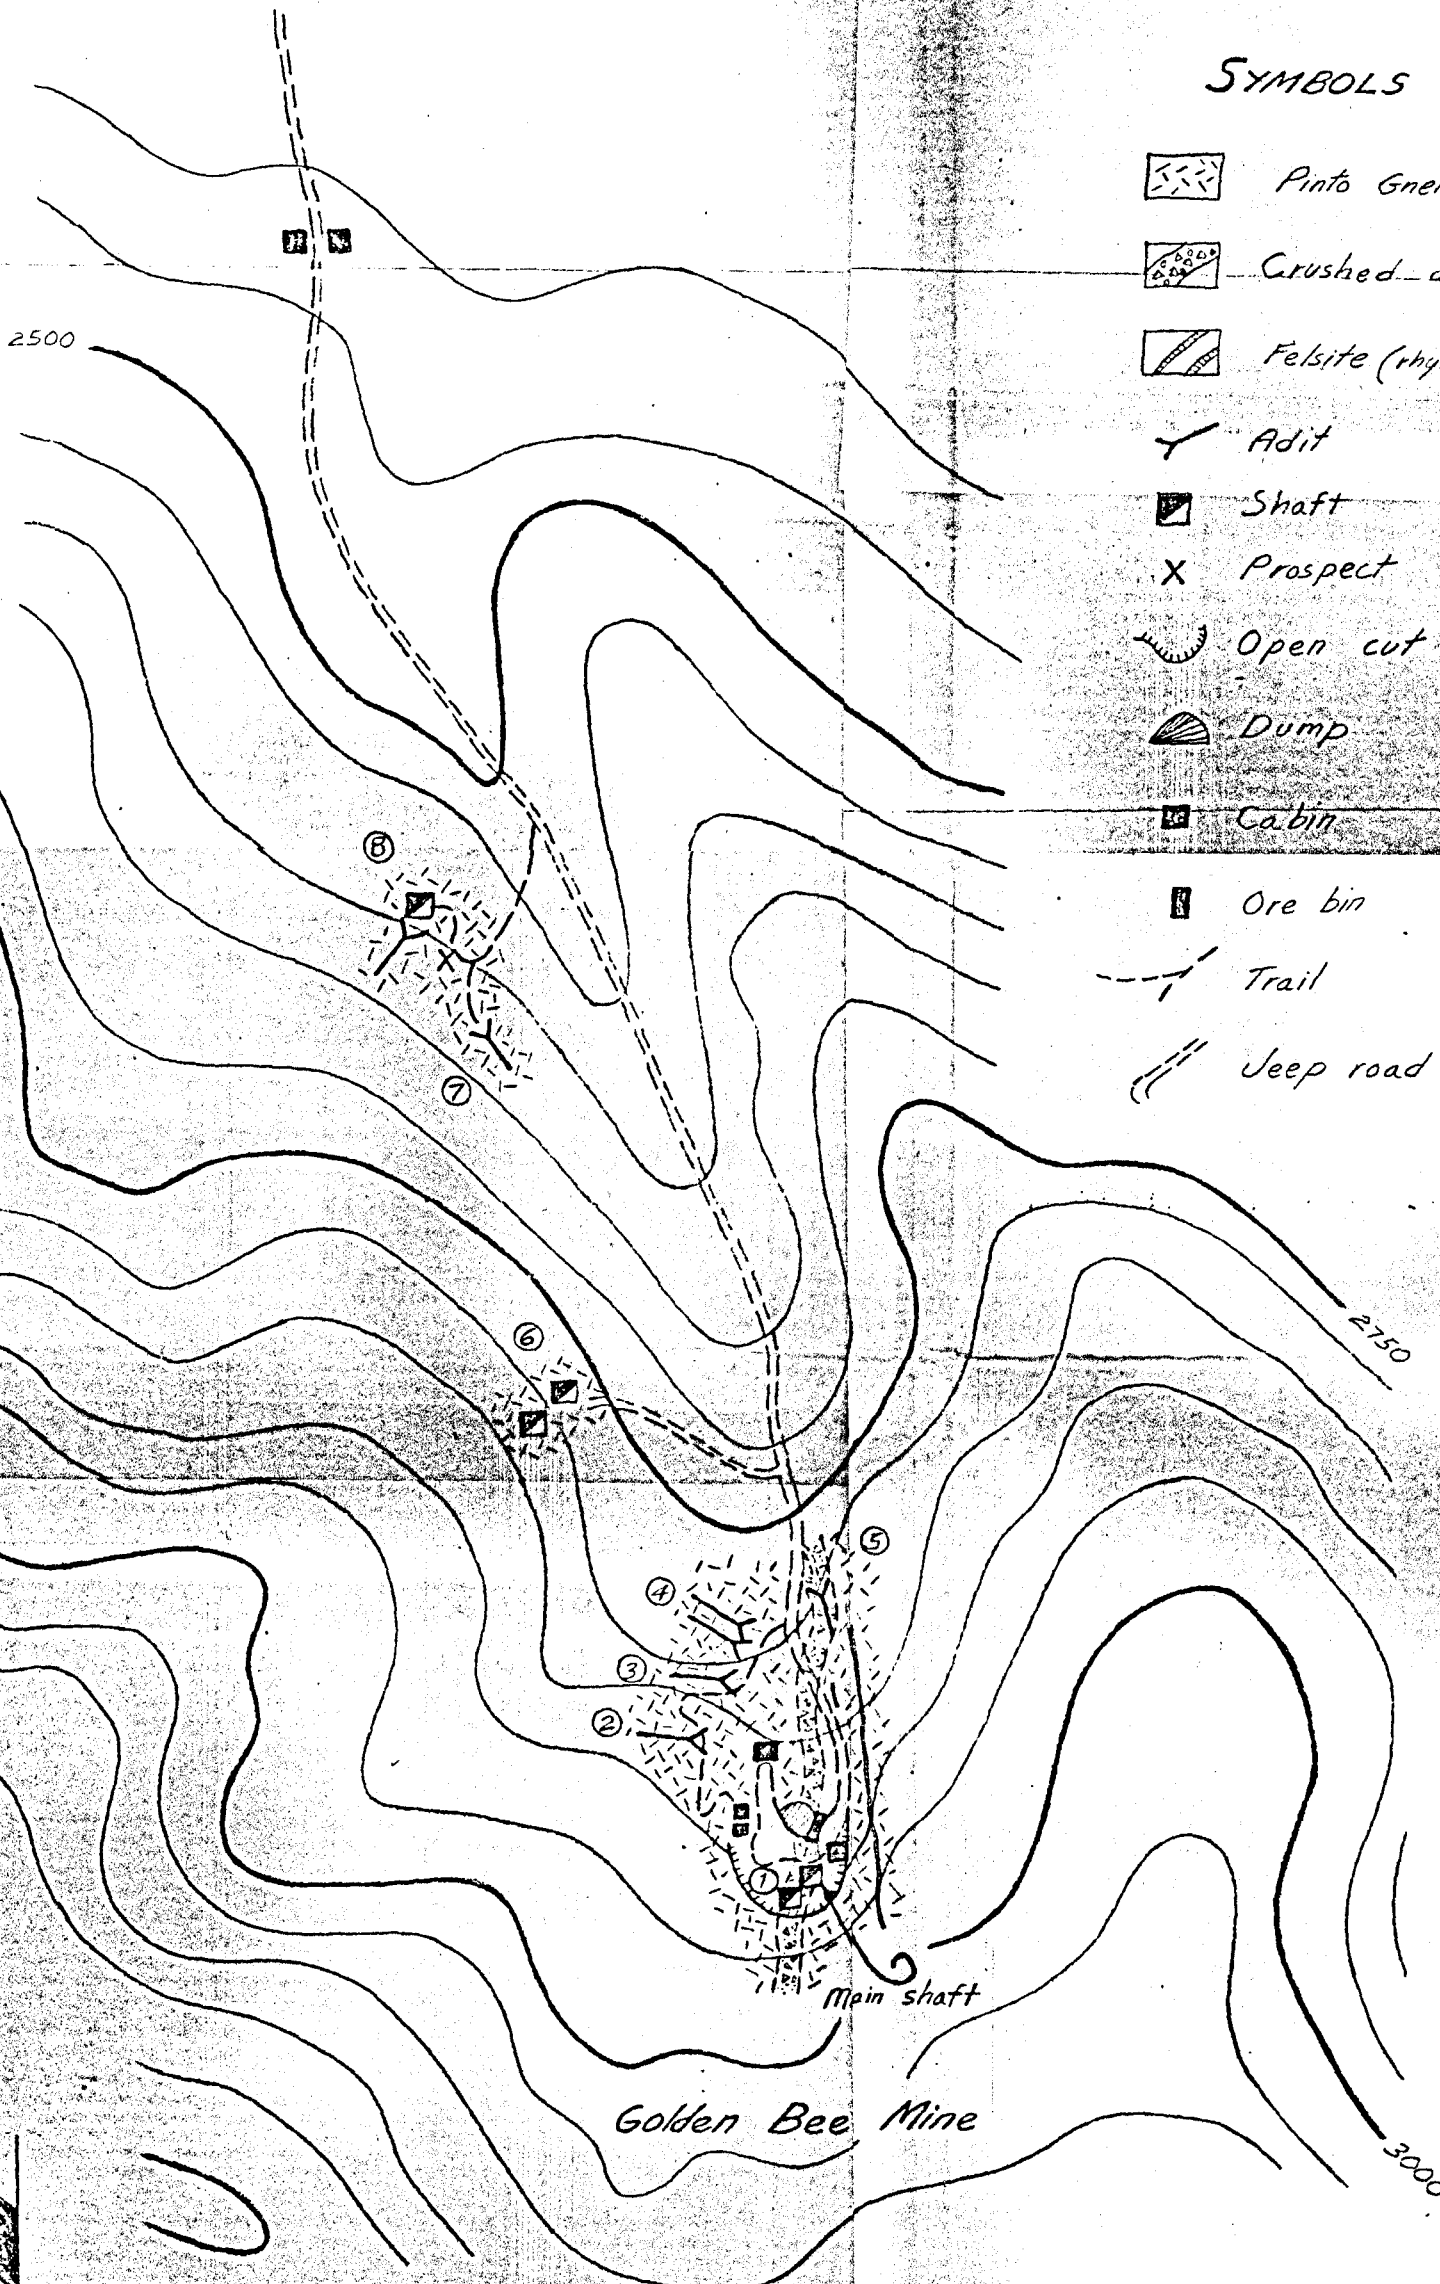 SYMBOLS
Pinto Gnei
Crushed a
Felsite (rhy
Adit
Shaft
Prospect
Open cut
Dump
Cabin
Ore bin
Trail
Jeep road
2500
8
7
6
2750
5
4
3
2
1
Main shaft
Golden Bee Mine
3000